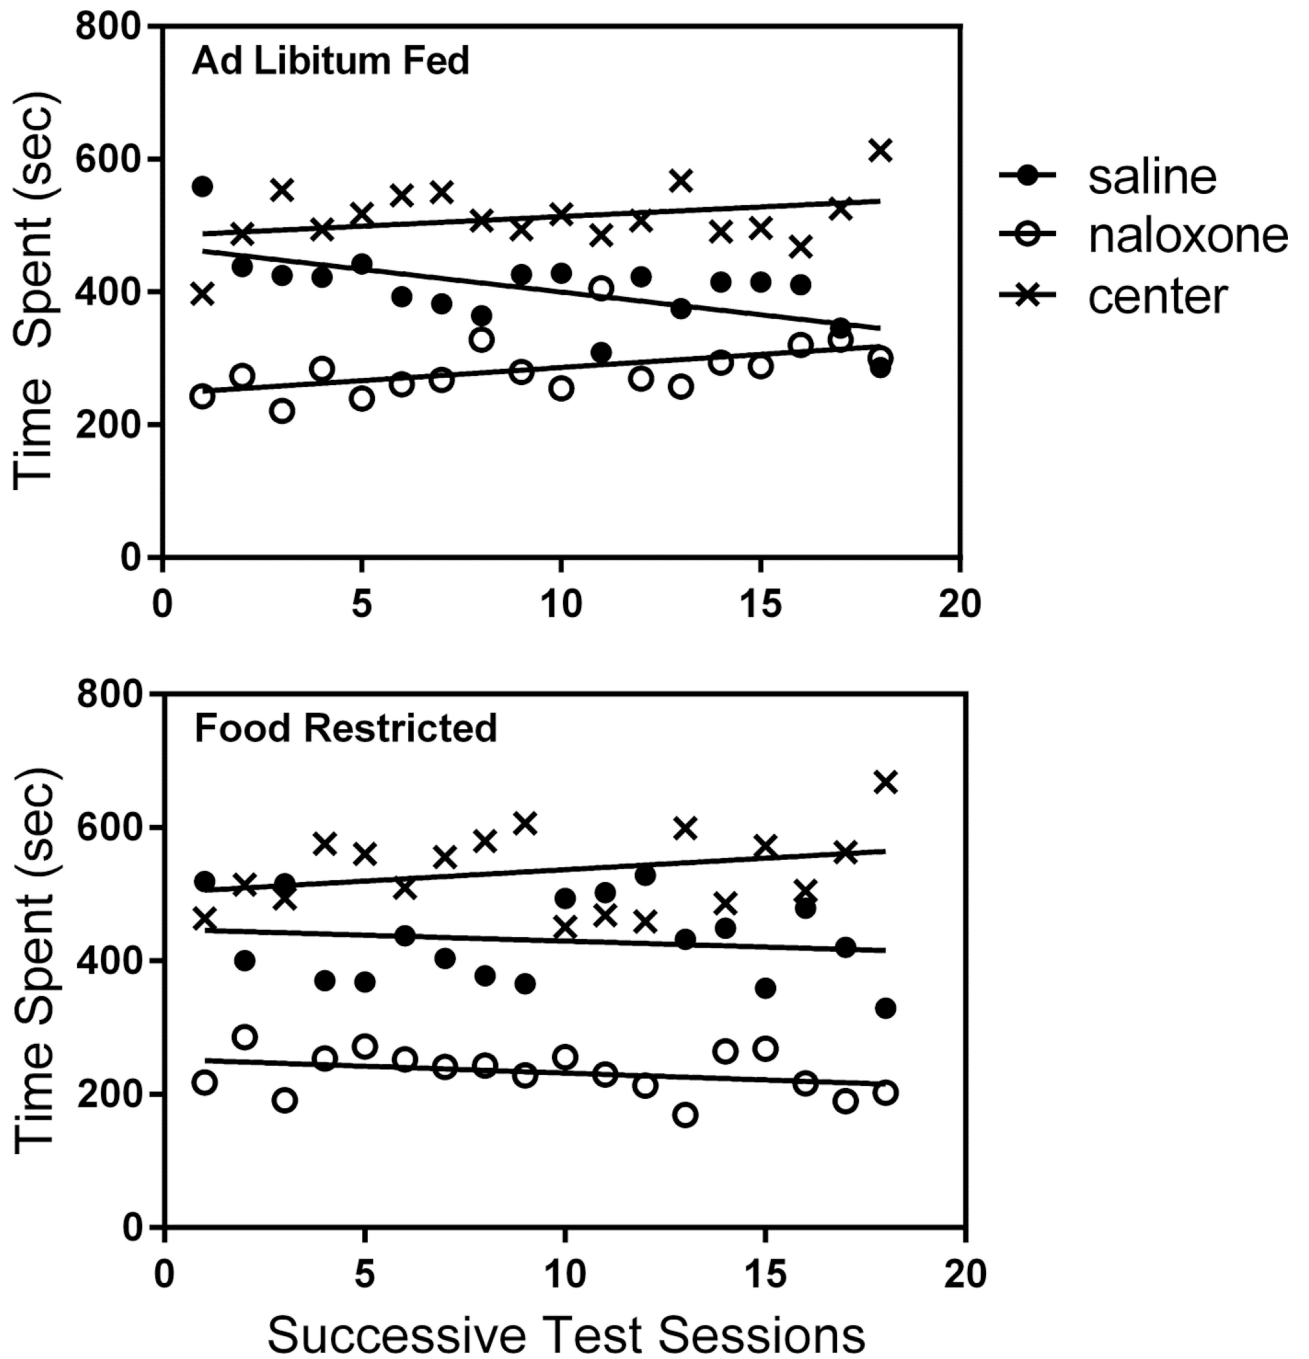 800
Ad Libitum Fed
600
400
200
0
Time Spent (sec)
0 5 10 15 20
saline
naloxone
center
800
Food Restricted
600
400
200
0
Time Spent (sec)
0 5 10 15 20
Successive Test Sessions